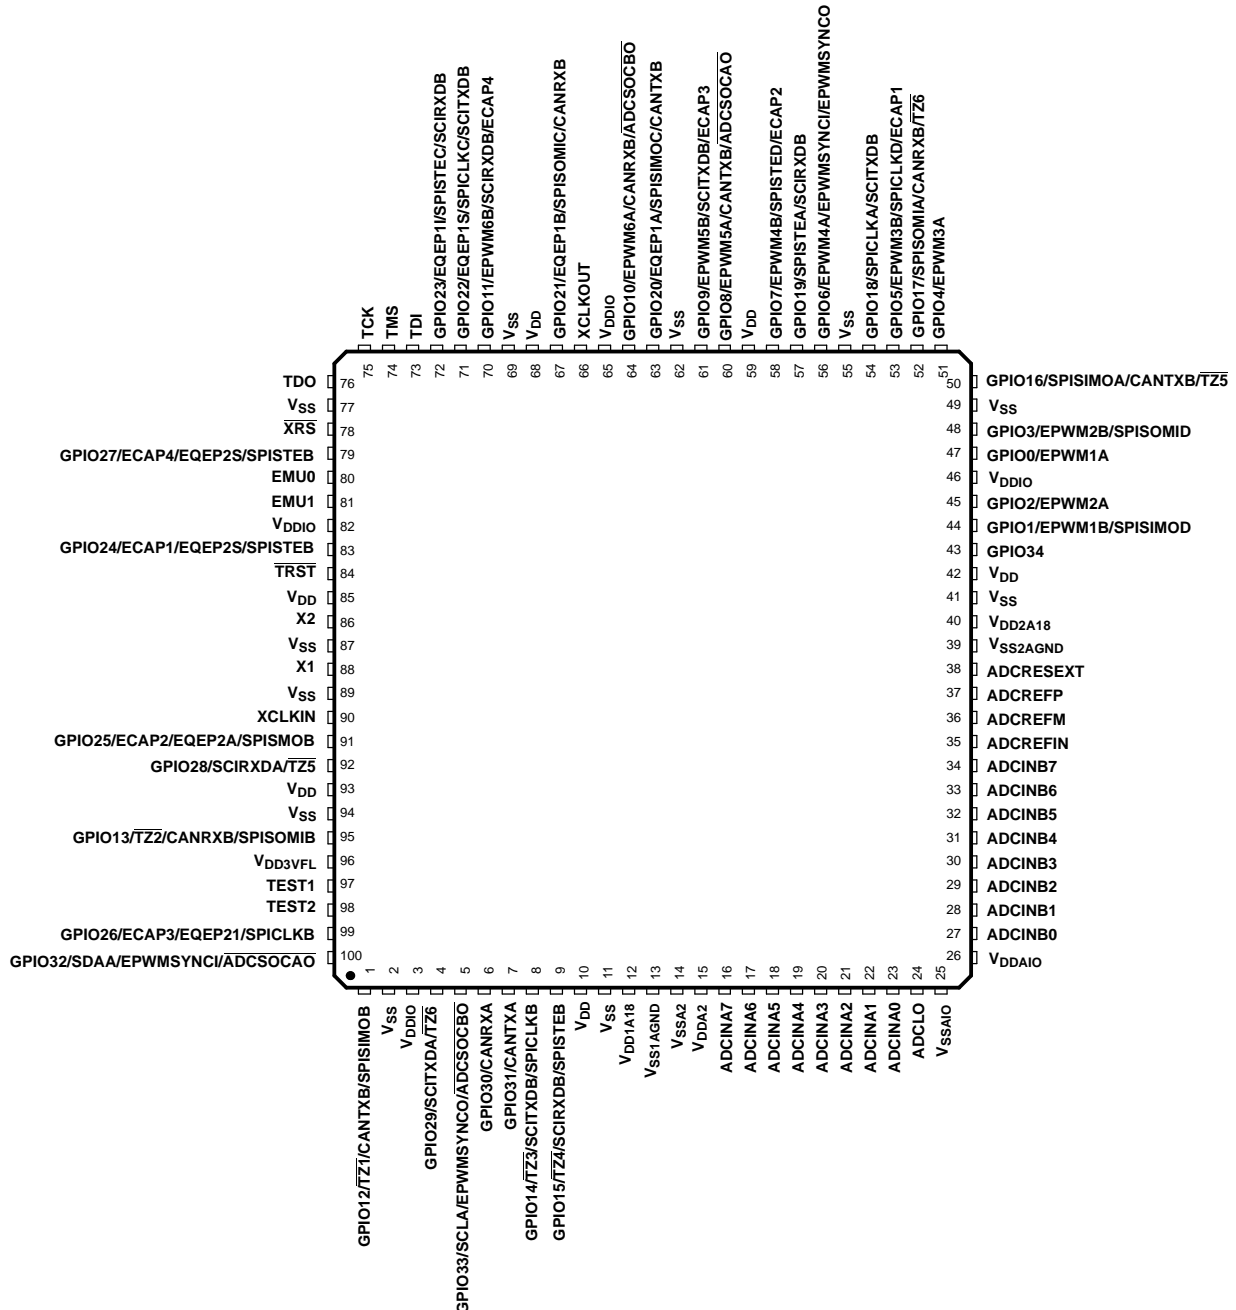 TCK
TMS
TDI
GPIO23/EQEP1I/SPISTEC/SCIRXDB
GPIO22/EQEP1S/SPICLKC/SCITXDB
GPIO11/EPWM6B/SCIRXDB/ECAP4
VSS
VDD
GPIO21/EQEP1B/SPISOMIC/CANRXB
XCLKOUT
VDDIO
GPIO10/EPWM6A/CANRXB/ADCSOCBO
GPIO20/EQEP1A/SPISIMOC/CANTXB
VSS
GPIO9/EPWM5B/SCITXDB/ECAP3
GPIO8/EPWM5A/CANTXB/ADCSOCAO
VDD
GPIO7/EPWM4B/SPISTED/ECAP2
GPIO19/SPISTEA/SCIRXDB
GPIO6/EPWM4A/EPWMSYNCI/EPWMSYNCO
VSS
GPIO18/SPICLKA/SCITXDB
GPIO5/EPWM3B/SPICLKD/ECAP1
GPIO17/SPISOMIA/CANRXB/TZ6
GPIO4/EPWM3A
75
74
73
72
71
70
69
68
67
66
65
64
63
62
61
60
59
58
57
56
55
54
53
52
51
TDO 76
VSS 77
XRS 78
GPIO27/ECAP4/EQEP2S/SPISTEB 79
EMU0 80
EMU1 81
VDDIO 82
GPIO24/ECAP1/EQEP2S/SPISTEB 83
TRST 84
VDD 85
X2 86
VSS 87
X1 88
VSS 89
XCLKIN 90
GPIO25/ECAP2/EQEP2A/SPISMOB 91
GPIO28/SCIRXDA/TZ5 92
VDD 93
VSS 94
GPIO13/TZ2/CANRXB/SPISOMIB 95
VDD3VFL 96
TEST1 97
TEST2 98
GPIO26/ECAP3/EQEP21/SPICLKB 99
GPIO32/SDAA/EPWMSYNCI/ADCSOCAO 100
50 GPIO16/SPISIMOA/CANTXB/TZ5
49 VSS
48 GPIO3/EPWM2B/SPISOMID
47 GPIO0/EPWM1A
46 VDDIO
45 GPIO2/EPWM2A
44 GPIO1/EPWM1B/SPISIMOD
43 GPIO34
42 VDD
41 VSS
40 VDD2A18
39 VSS2AGND
38 ADCRESEXT
37 ADCREFP
36 ADCREFM
35 ADCREFIN
34 ADCINB7
33 ADCINB6
32 ADCINB5
31 ADCINB4
30 ADCINB3
29 ADCINB2
28 ADCINB1
27 ADCINB0
26 VDDAIO
1
2
3
4
5
6
7
8
9
10
11
12
13
14
15
16
17
18
19
20
21
22
23
24
25
GPIO12/TZ1/CANTXB/SPISIMOB
VSS
VDDIO
GPIO29/SCITXDA/TZ6
GPIO33/SCLA/EPWMSYNCO/ADCSOCBO
GPIO30/CANRXA
GPIO31/CANTXA
GPIO14/TZ3/SCITXDB/SPICLKB
GPIO15/TZ4/SCIRXDB/SPISTEB
VDD
VSS
VDD1A18
VSS1AGND
VSSA2
VDDA2
ADCINA7
ADCINA6
ADCINA5
ADCINA4
ADCINA3
ADCINA2
ADCINA1
ADCINA0
ADCLO
VSSAIO